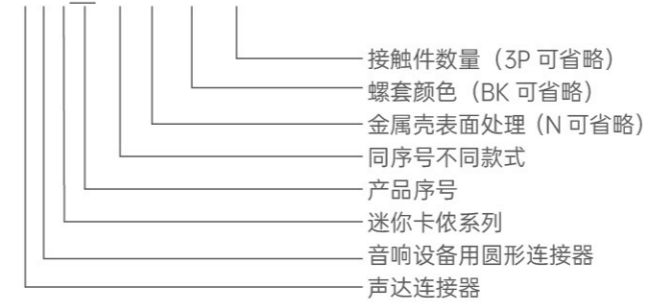 接触件数量（3P 可省略）
螺套颜色（BK 可省略）
金属壳表面处理（N 可省略）
同序号不同款式
产品序号
迷你卡侬系列
音响设备用圆形连接器
声达连接器